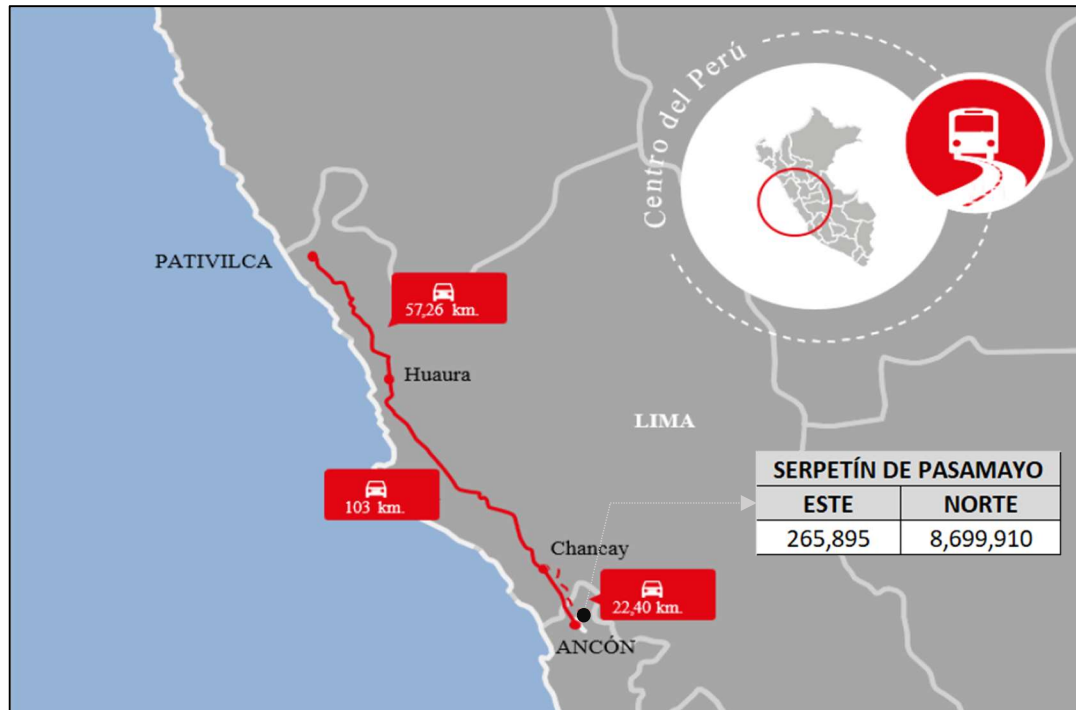 Centro del Perú
PATIVILCA
57,26 km.
Huaura
LIMA
103 km.
SERPETÍN DE PASAMAYO
ESTE NORTE
265,895 8,699,910
Chancay
22,40 km.
ANCÓN